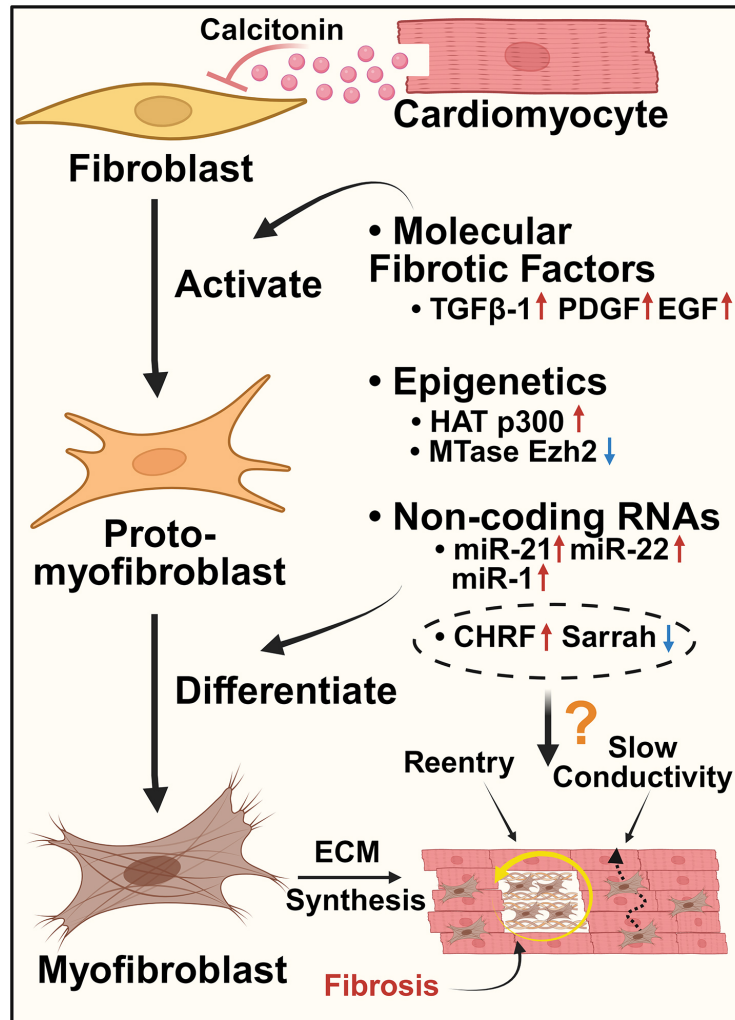 Calcitonin
Cardiomyocyte
Fibroblast
Activate
• Molecular
Fibrotic Factors
• TGFβ-1↑ PDGF↑ EGF↑
• Epigenetics
• HAT p300 ↑
• MTase Ezh2 ↓
Proto-
myofibroblast
• Non-coding RNAs
• miR-21↑ miR-22↑
miR-1↑
• CHRF ↑ Sarrah ↓
Differentiate
?
Reentry
Slow
Conductivity
ECM
Synthesis
Myofibroblast
Fibrosis